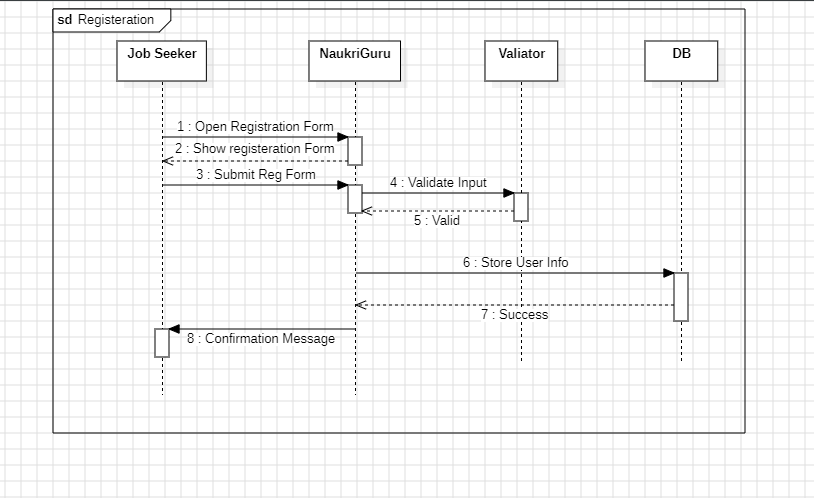 sd Registeration
Job Seeker
NaukriGuru
Valiator
DB
1 : Open Registration Form
2 : Show registeration Form
3 : Submit Reg Form
4 : Validate Input
5 : Valid
6 : Store User Info
7 : Success
8 : Confirmation Message